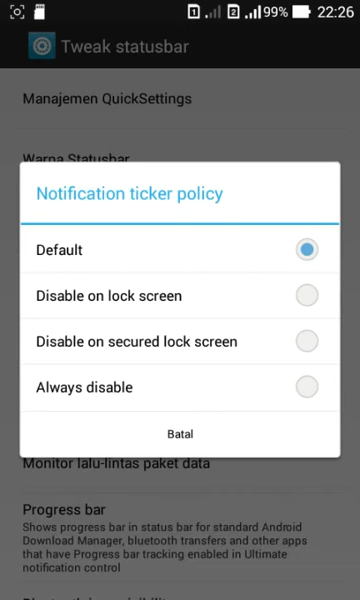 1 2 99% 22:26
Tweak statusbar
Manajemen QuickSettings
Warna Statusbar
Notification ticker policy
Default
Disable on lock screen
Disable on secured lock screen
Always disable
Batal
Monitor lalu-lintas paket data
Progress bar
Shows progress bar in status bar for standard Android
Download Manager, bluetooth transfers and other apps
that have Progress bar tracking enabled in Ultimate
notification control